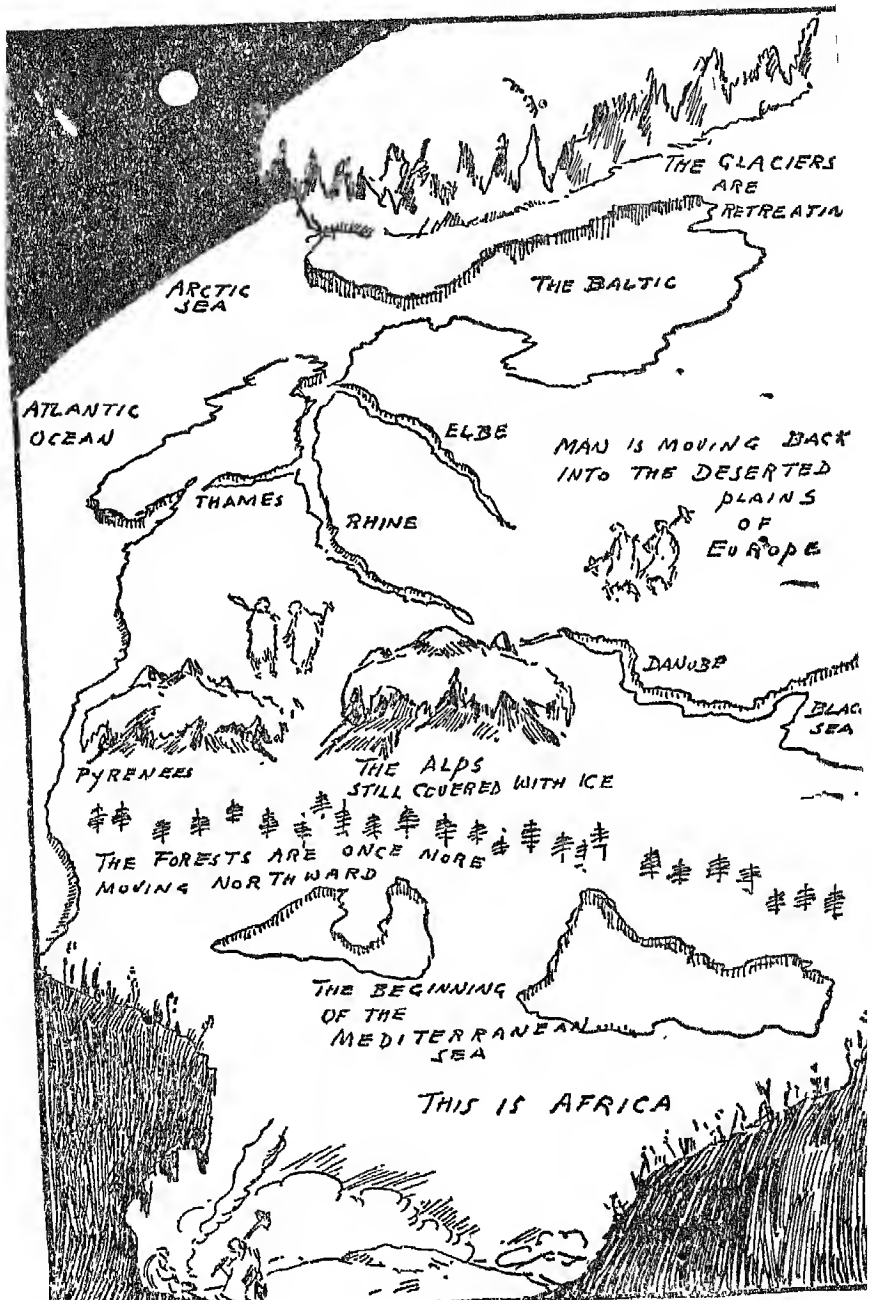 THE GLACIERS
ARE
RETREATIN
ARCTIC
SEA
THE BALTIC
ATLANTIC
OCEAN
ELBE
MAN IS MOVING BACK
INTO THE DESERTED
PLAINS
OF
EUROPE
THAMES
RHINE
DANUBE
BLAC
SEA
PYRENEES
THE ALPS
STILL COVERED WITH ICE
THE FORESTS ARE ONCE MORE
MOVING NORTHWARD
THE BEGINNING
OF THE
MEDITERRANEAN
SEA
THIS IS AFRICA